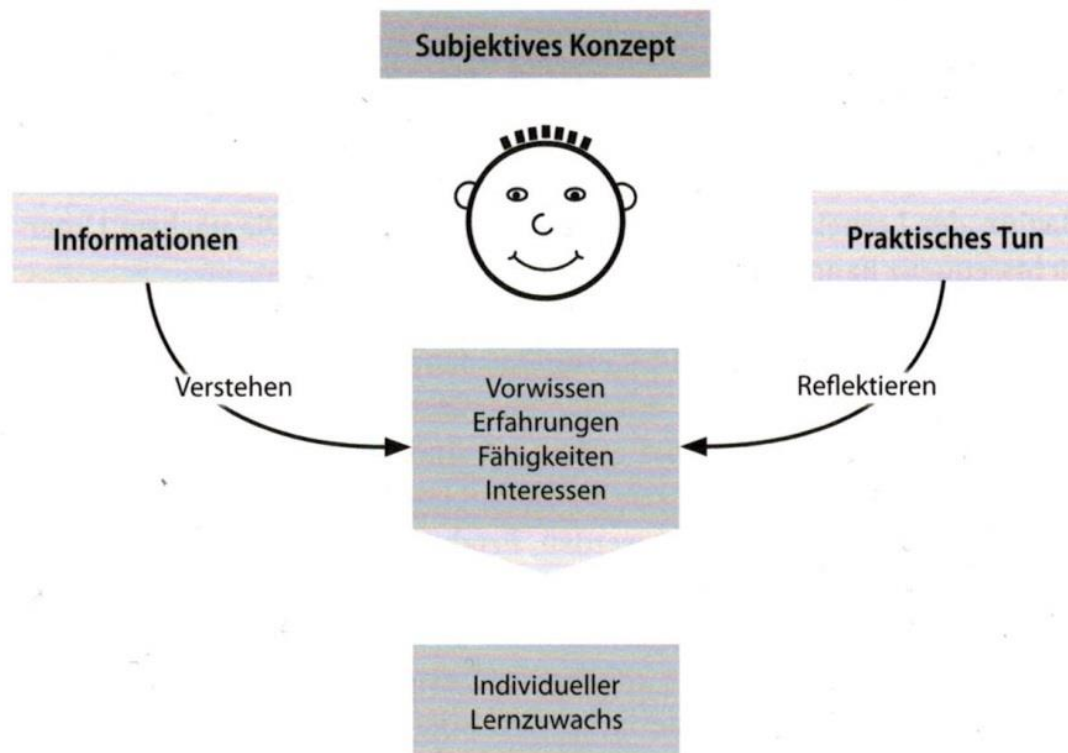 Subjektives Konzept
Informationen
Praktisches Tun
Verstehen
Reflektieren
Vorwissen
Erfahrungen
Fähigkeiten
Interessen
Individueller
Lernzuwachs